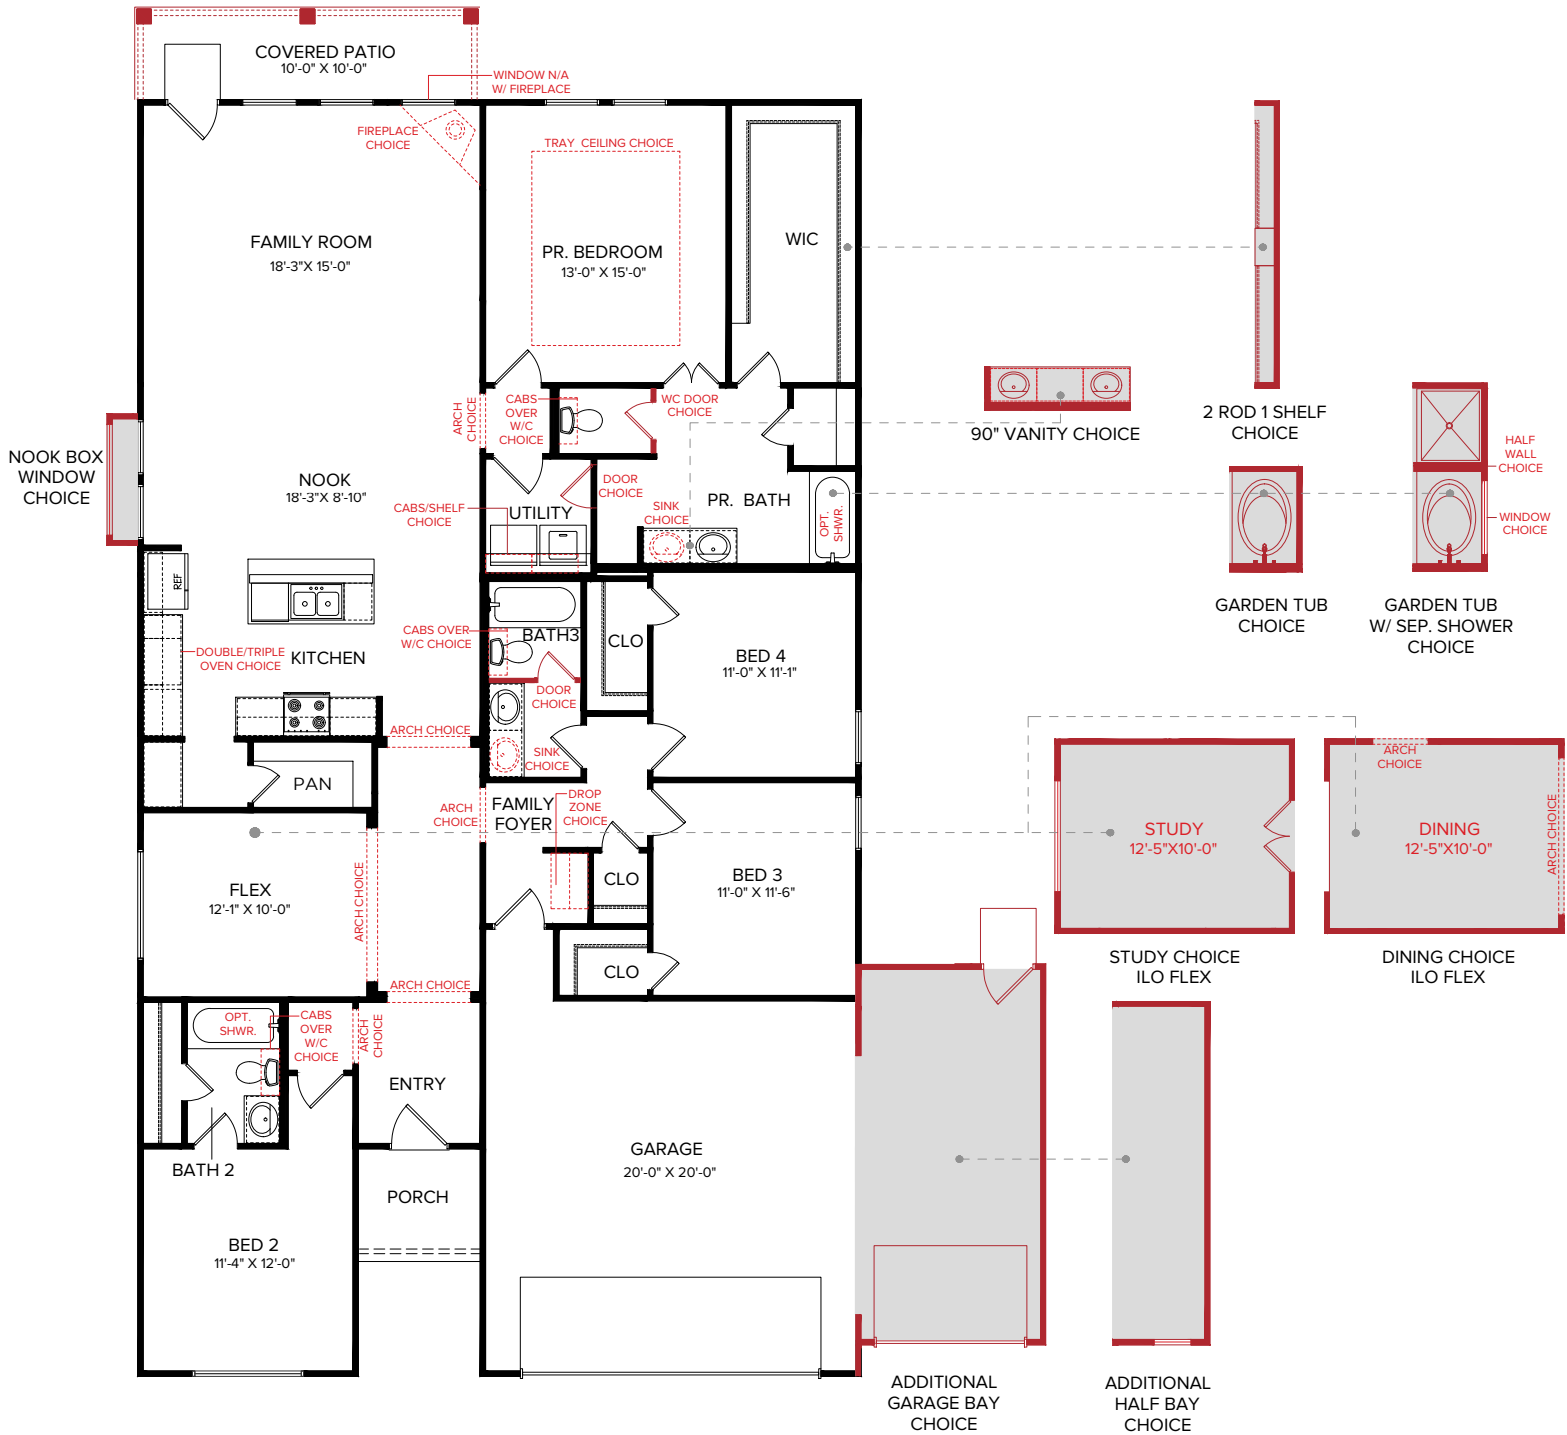 COVERED PATIO
10'-0" X 10'-0"
WINDOW N/A
W/ FIREPLACE
FIREPLACE
CHOICE
TRAY CEILING CHOICE
FAMILY ROOM
18'-3"X 15'-0"
PR. BEDROOM
13'-0" X 15'-0"
WIC
2 ROD 1 SHELF
CHOICE
90" VANITY CHOICE
ARCH
CHOICE
CABS
OVER
W/C
CHOICE
WC DOOR
CHOICE
NOOK BOX
WINDOW
CHOICE
NOOK
18'-3"X 8'-10"
CABS/SHELF
CHOICE
UTILITY
DOOR
CHOICE
SINK
CHOICE
PR. BATH
OPT.
SHWR.
HALF
WALL
CHOICE
WINDOW
CHOICE
GARDEN TUB
CHOICE
GARDEN TUB
W/ SEP. SHOWER
CHOICE
REF
DOUBLE/TRIPLE
OVEN CHOICE
KITCHEN
CABS OVER
W/C CHOICE
BATH3
CLO
BED 4
11'-0" X 11'-1"
DOOR
CHOICE
ARCH CHOICE
SINK
CHOICE
PAN
ARCH
CHOICE
FAMILY
FOYER
DROP
ZONE
CHOICE
STUDY
12'-5"X10'-0"
ARCH
CHOICE
DINING
12'-5"X10'-0"
ARCH CHOICE
FLEX
12'-1" X 10'-0"
ARCH CHOICE
CLO
BED 3
11'-0" X 11'-6"
STUDY CHOICE
ILO FLEX
DINING CHOICE
ILO FLEX
CLO
ARCH CHOICE
OPT.
SHWR.
CABS
OVER
W/C
CHOICE
ARCH
CHOICE
ENTRY
BATH 2
PORCH
GARAGE
20'-0" X 20'-0"
BED 2
11'-4" X 12'-0"
ADDITIONAL
GARAGE BAY
CHOICE
ADDITIONAL
HALF BAY
CHOICE